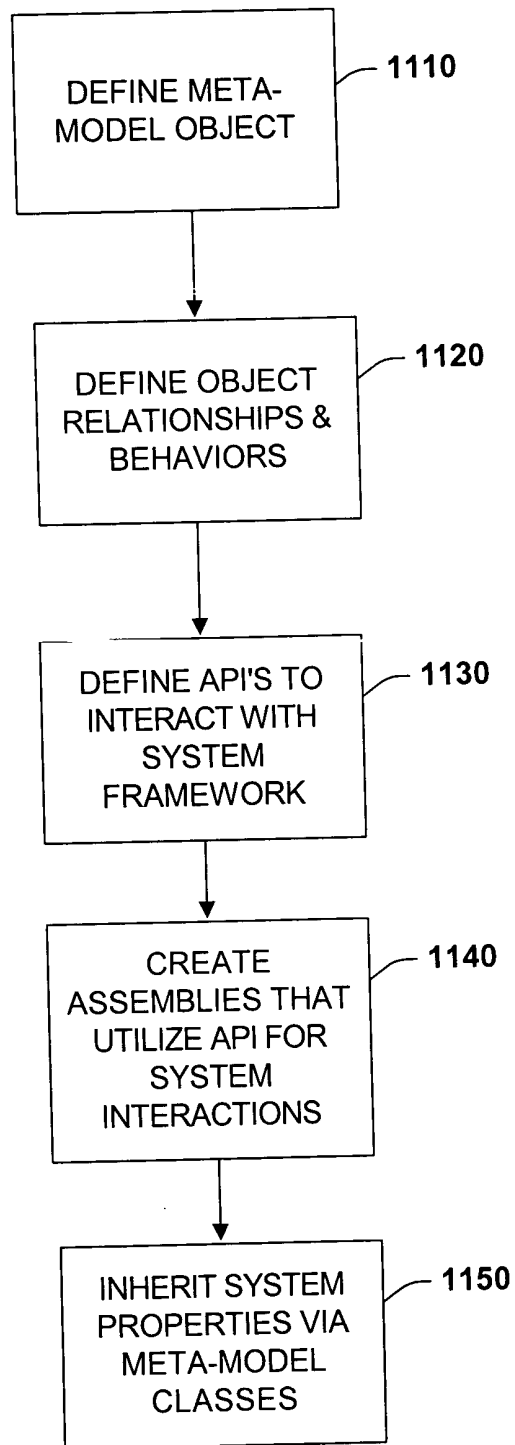 DEFINE META-
MODEL OBJECT
1110
DEFINE OBJECT
RELATIONSHIPS &
BEHAVIORS
1120
DEFINE API'S TO
INTERACT WITH
SYSTEM
FRAMEWORK
1130
CREATE
ASSEMBLIES THAT
UTILIZE API FOR
SYSTEM
INTERACTIONS
1140
INHERIT SYSTEM
PROPERTIES VIA
META-MODEL
CLASSES
1150